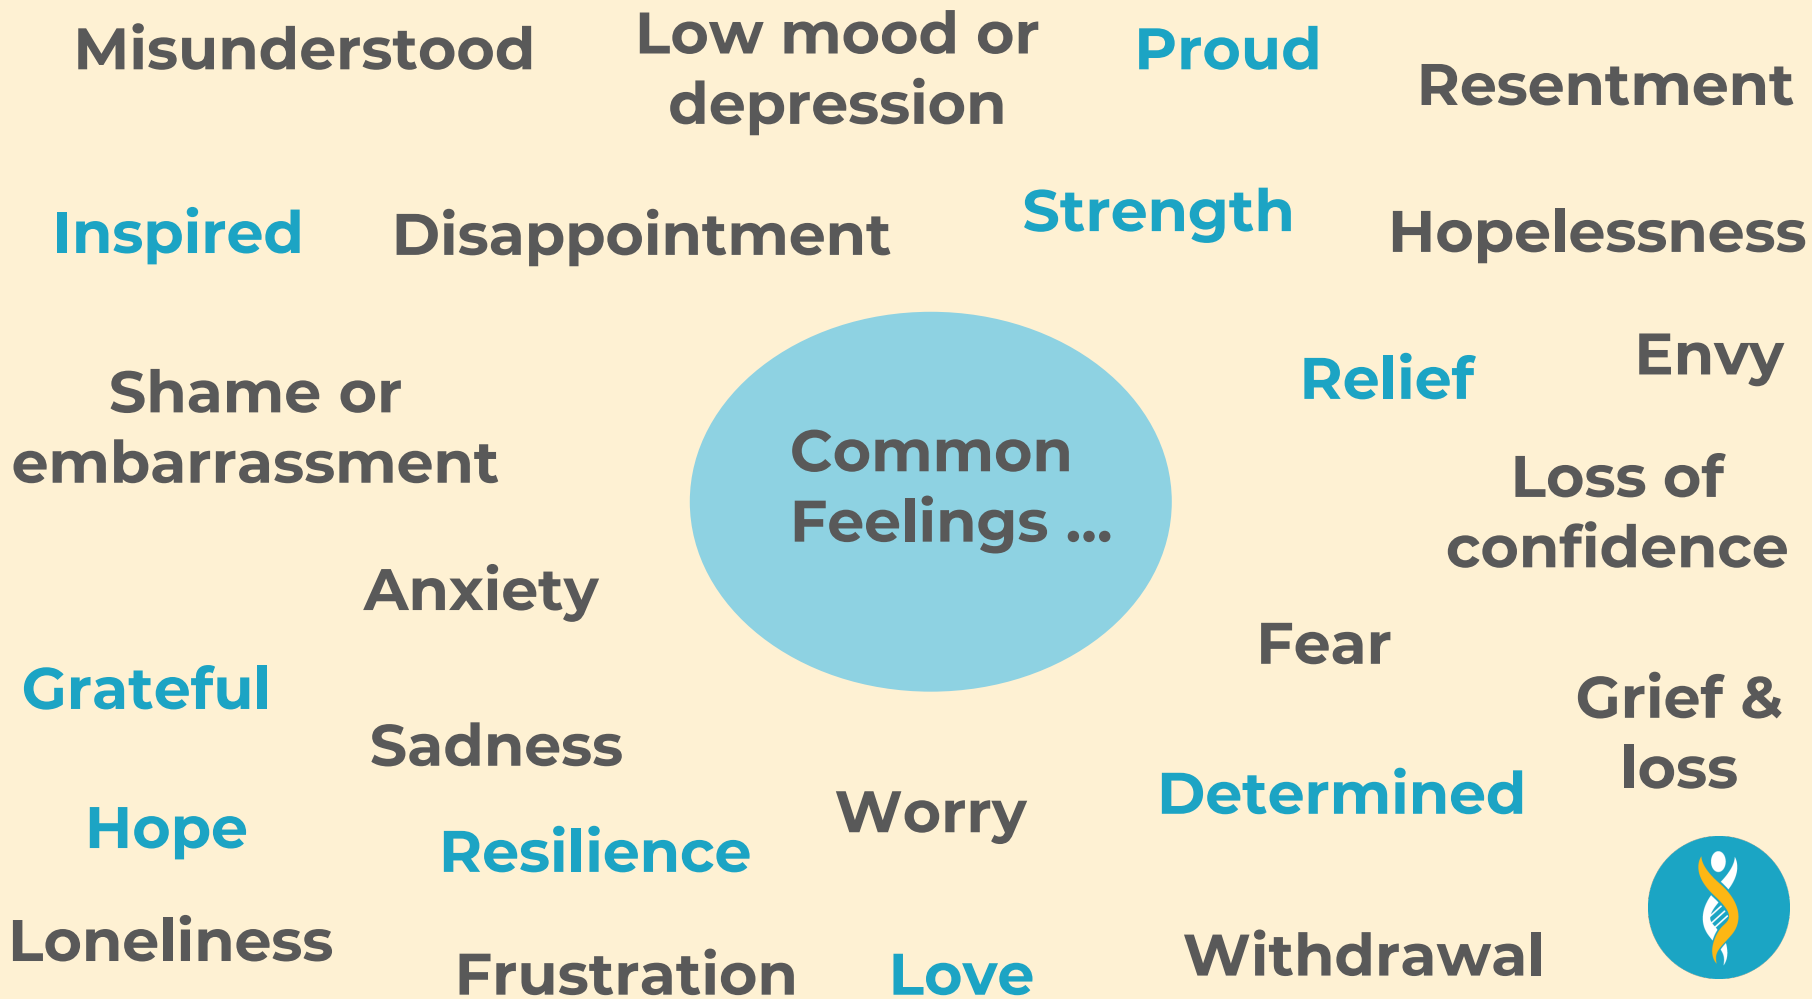 Misunderstood
Low mood or
depression
Proud
Resentment
Inspired
Disappointment
Strength
Hopelessness
Shame or
embarrassment
Common
Feelings ...
Relief
Envy
Loss of
confidence
Anxiety
Fear
Grateful
Sadness
Grief &
loss
Hope
Resilience
Worry
Determined
Loneliness
Frustration
Love
Withdrawal